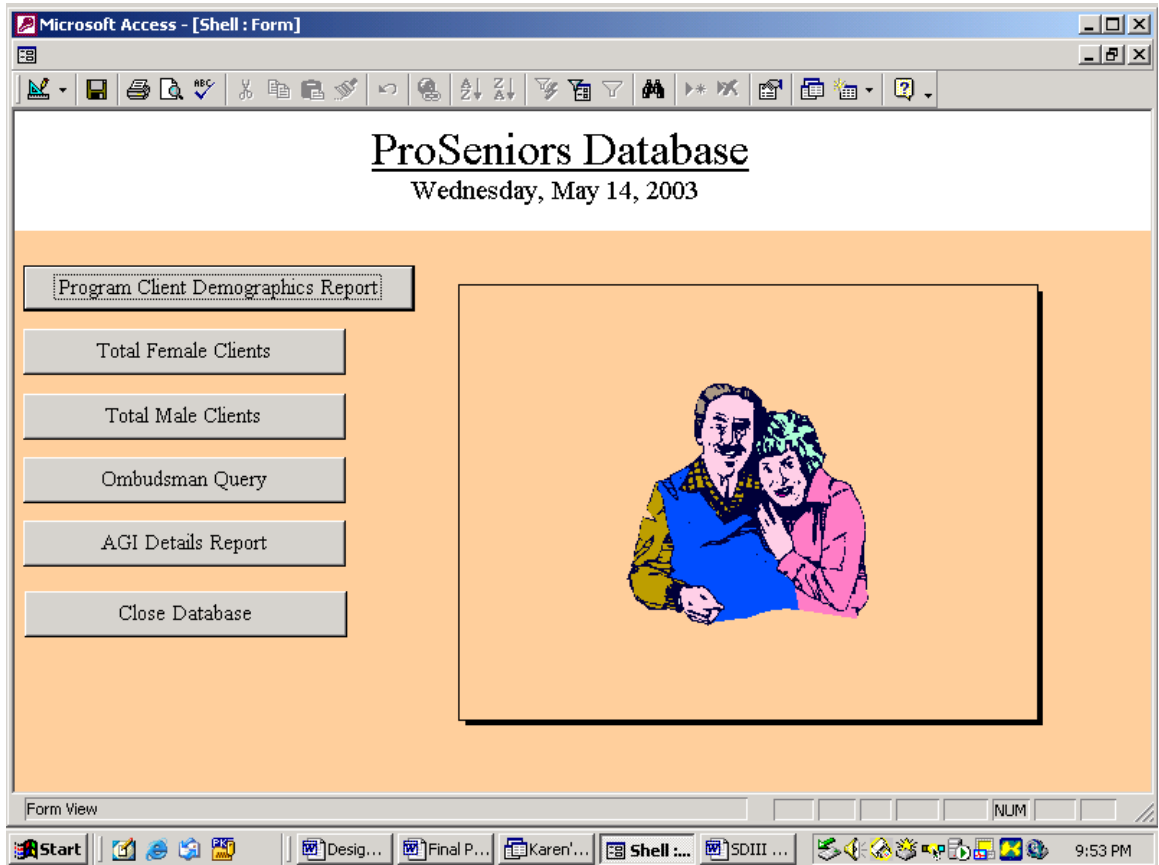 Microsoft Access - [Shell : Form]
ABC
ProSeniors Database
Wednesday, May 14, 2003
Program Client Demographics Report
Total Female Clients
Total Male Clients
Ombudsman Query
AGI Details Report
Close Database
Form View
NUM
Start
Desig...
Final P...
Karen'...
Shell :...
SDIII ...
9:53 PM